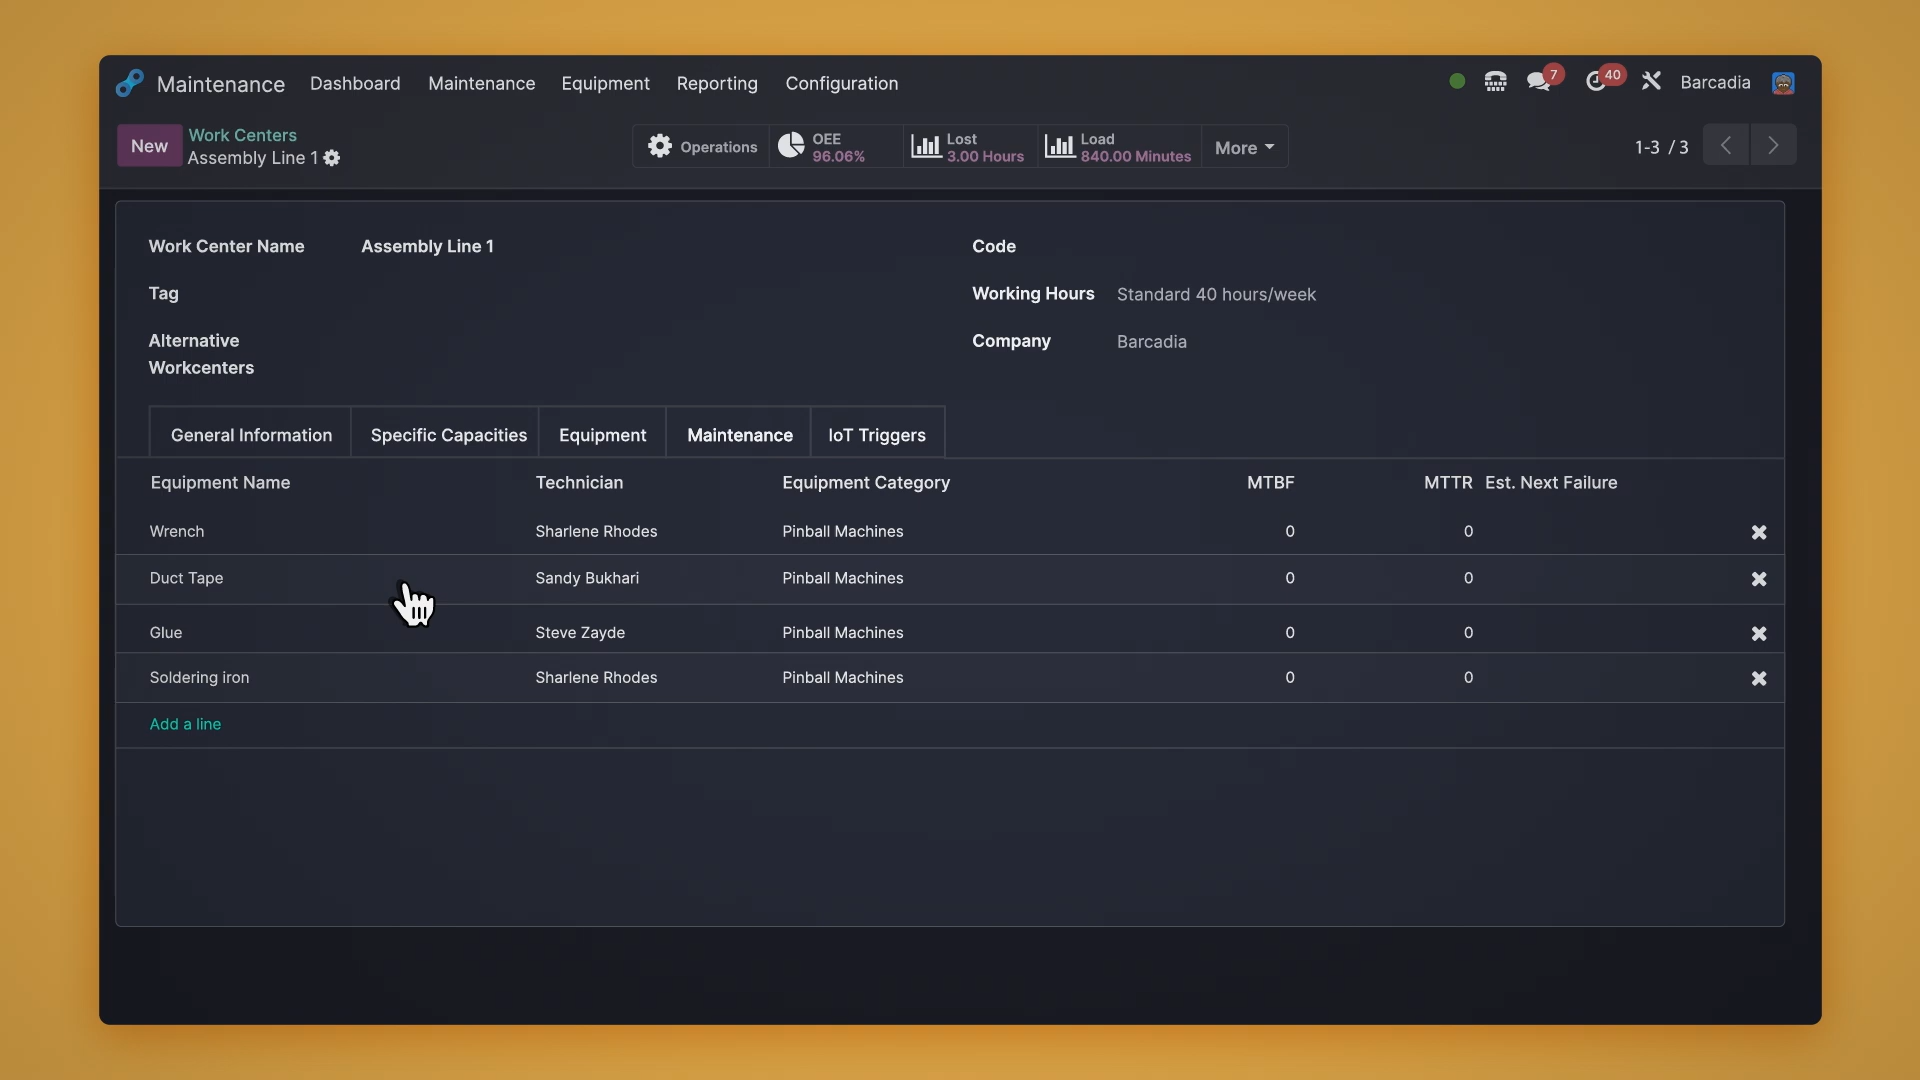 Maintenance Dashboard Maintenance Equipment Reporting Configuration 7 40 Barcadia
New Work Centers
Assembly Line 1
Operations
OEE
96.06%
Lost
3.00 Hours
Load
840.00 Minutes
More
1-3 / 3
Work Center Name Assembly Line 1
Code
Tag
Working Hours Standard 40 hours/week
Alternative
Workcenters
Company Barcadia
General Information Specific Capacities Equipment Maintenance IoT Triggers
Equipment Name Technician Equipment Category MTBF MTTR Est. Next Failure
Wrench Sharlene Rhodes Pinball Machines 0 0
Duct Tape Sandy Bukhari Pinball Machines 0 0
Glue Steve Zayde Pinball Machines 0 0
Soldering iron Sharlene Rhodes Pinball Machines 0 0
Add a line